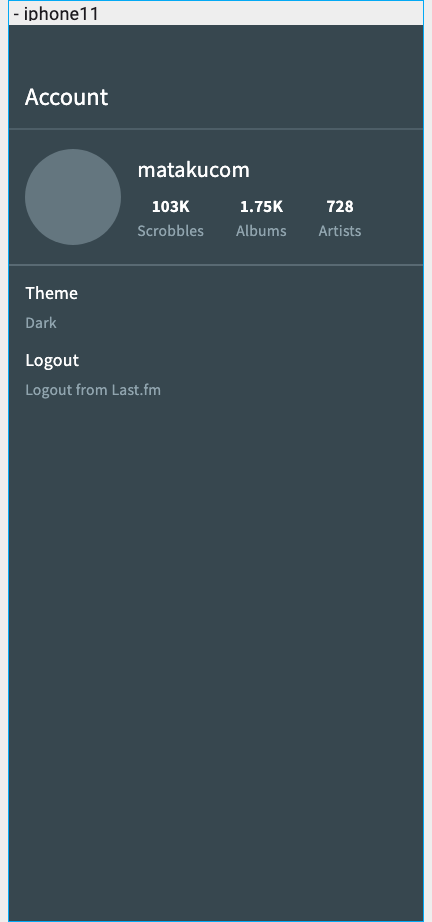 - iphone11
Account
matakucom
103K 1.75K 728
Scrobbles Albums Artists
Theme
Dark
Logout
Logout from Last.fm